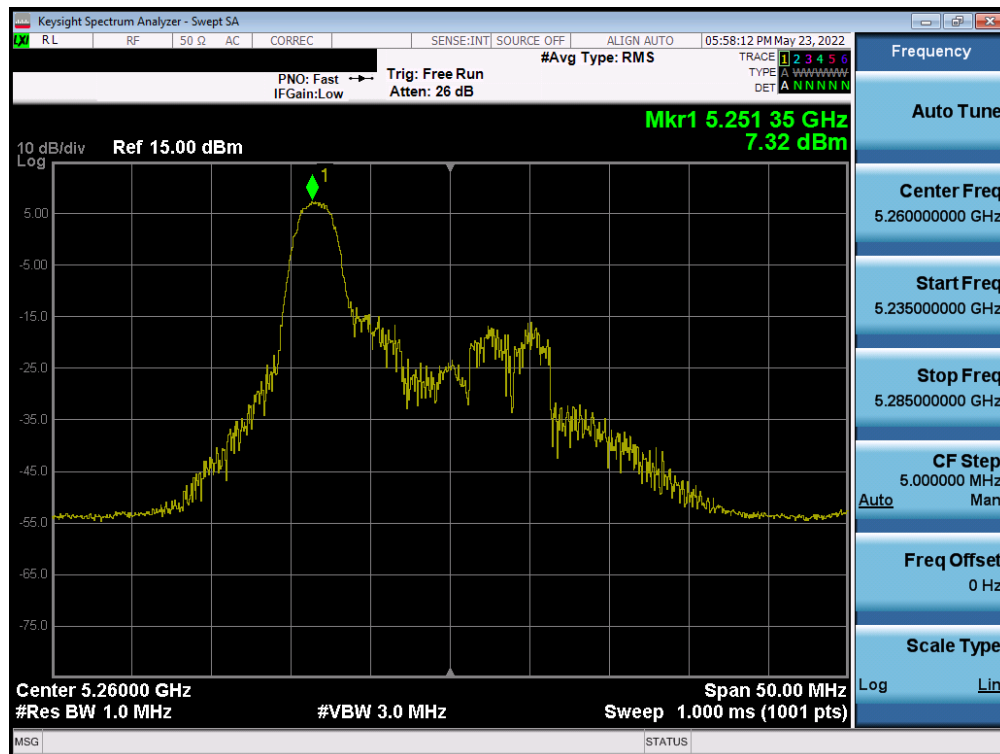 Keysight Spectrum Analyzer - Swept SA
LXI RL RF 50 Ω AC CORREC SENSE:INT SOURCE OFF ALIGN AUTO 05:58:12 PM May 23, 2022
PNO: Fast
IFGain:Low
Trig: Free Run
Atten: 26 dB
#Avg Type: RMS
TRACE 1 2 3 4 5 6
TYPE A WWWWW
DET A N N N N N
Mkr1 5.251 35 GHz
7.32 dBm
10 dB/div
Log
Ref 15.00 dBm
1
5.00
-5.00
-15.0
-25.0
-35.0
-45.0
-55.0
-65.0
-75.0
Center 5.26000 GHz
Span 50.00 MHz
#Res BW 1.0 MHz
#VBW 3.0 MHz
Sweep 1.000 ms (1001 pts)
MSG
STATUS
Frequency
Auto Tune
Center Freq
5.260000000 GHz
Start Freq
5.235000000 GHz
Stop Freq
5.285000000 GHz
CF Step
5.000000 MHz
Auto Man
Freq Offset
0 Hz
Scale Type
Log Lin